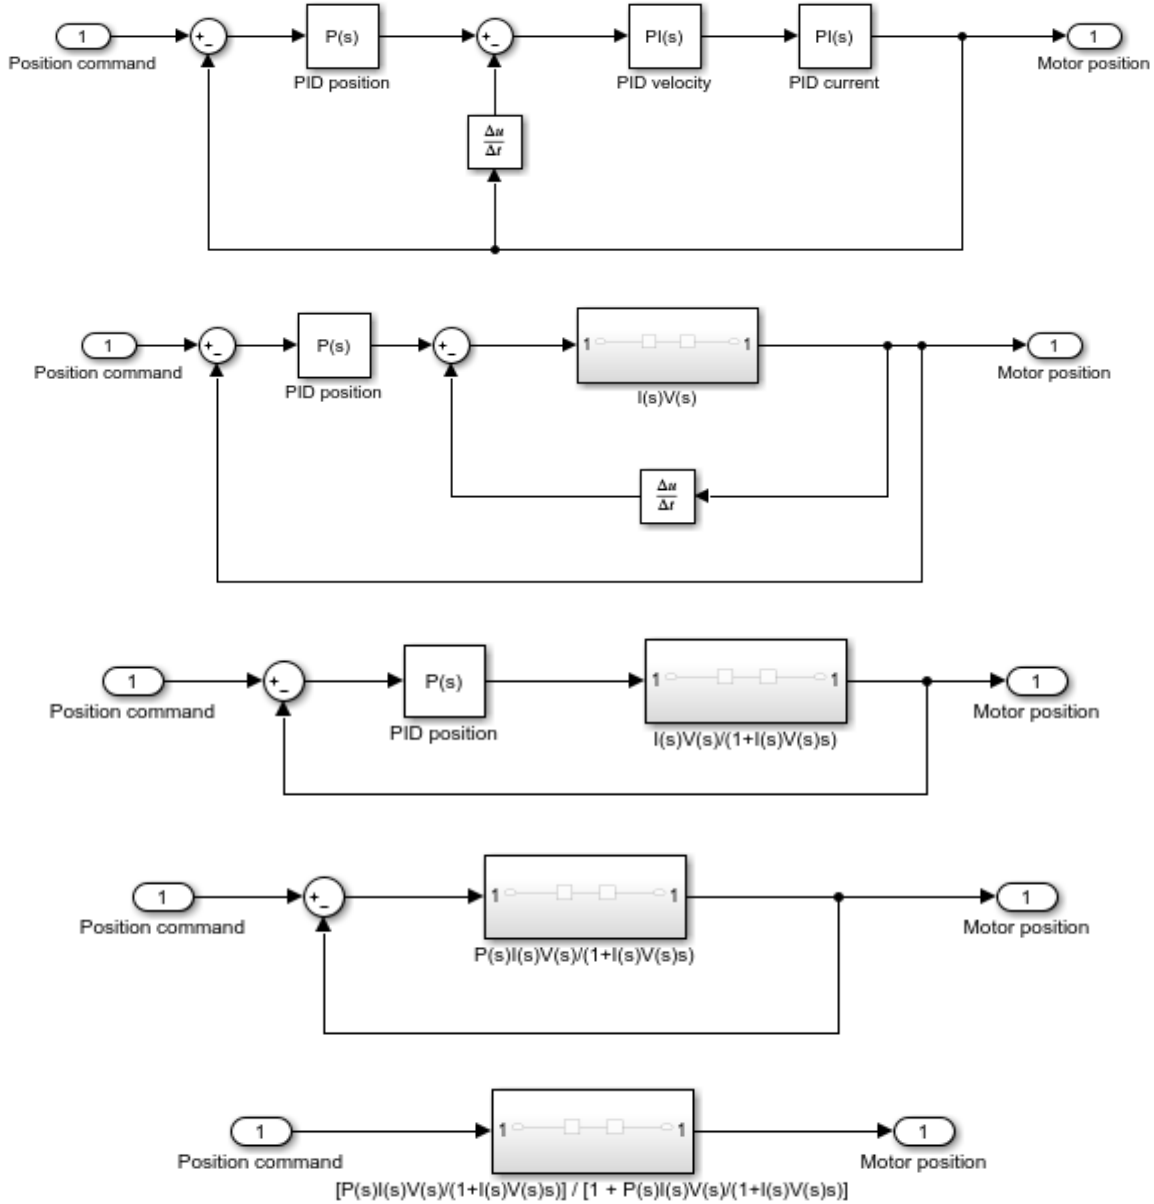 1
+
−
P(s)
+
−
PI(s)
PI(s)
1
Position command
PID position
PID velocity
PID current
Motor position
Δu
Δt
1
+
−
P(s)
+
−
1
1
1
Position command
PID position
I(s)V(s)
Motor position
Δu
Δt
1
+
−
P(s)
1
1
1
Position command
PID position
I(s)V(s)/(1+I(s)V(s)s)
Motor position
1
+
−
1
1
1
Position command
P(s)I(s)V(s)/(1+I(s)V(s)s)
Motor position
1
1
1
1
Position command
Motor position
[P(s)I(s)V(s)/(1+I(s)V(s)s)] / [1 + P(s)I(s)V(s)/(1+I(s)V(s)s)]